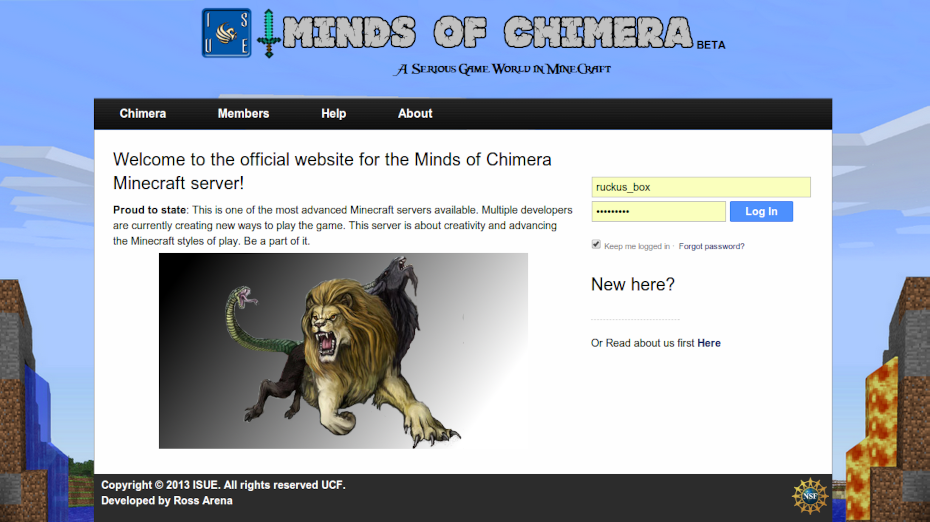 I S
U E
MINDS OF CHIMERA BETA
A Serious Game World in MineCraft
Chimera Members Help About
Welcome to the official website for the Minds of Chimera
Minecraft server!
Proud to state: This is one of the most advanced Minecraft servers available. Multiple developers
are currently creating new ways to play the game. This server is about creativity and advancing
the Minecraft styles of play. Be a part of it.
ruckus_box
••••••••• Log In
Keep me logged in · Forgot password?
New here?
Or Read about us first Here
Copyright © 2013 ISUE. All rights reserved UCF.
Developed by Ross Arena
NSF